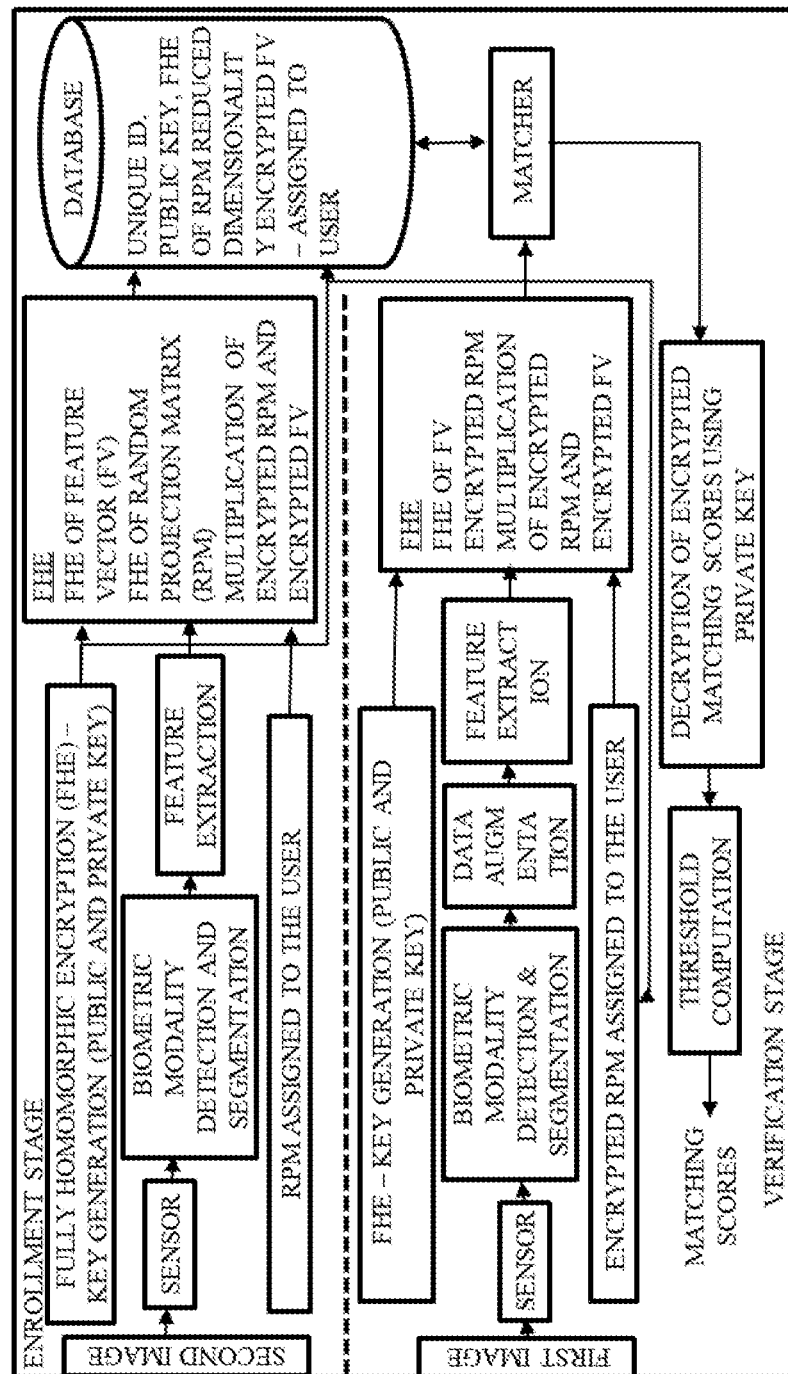 ENROLLMENT STAGE
SECOND IMAGE
SENSOR
FULLY HOMOMORPHIC ENCRYPTION (FHE) –
KEY GENERATION (PUBLIC AND PRIVATE KEY)
BIOMETRIC
MODALITY
DETECTION AND
SEGMENTATION
FEATURE
EXTRACTION
RPM ASSIGNED TO THE USER
FHE
FHE OF FEATURE
VECTOR (FV)
FHE OF RANDOM
PROJECTION MATRIX
(RPM)
MULTIPLICATION OF
ENCRYPTED RPM AND
ENCRYPTED FV
DATABASE
UNIQUE ID,
PUBLIC KEY, FHE
OF RPM REDUCED
DIMENSIONALIT
Y ENCRYPTED FV
– ASSIGNED TO
USER
FIRST IMAGE
SENSOR
FHE – KEY GENERATION (PUBLIC AND
PRIVATE KEY)
BIOMETRIC
MODALITY
DETECTION &
SEGMENTATION
DATA
AUGM
ENTA
TION
FEATURE
EXTRACT
ION
ENCRYPTED RPM ASSIGNED TO THE USER
FHE
FHE OF FV
ENCRYPTED RPM
MULTIPLICATION
OF ENCRYPTED
RPM AND
ENCRYPTED FV
MATCHER
DECRYPTION OF ENCRYPTED
MATCHING SCORES USING
PRIVATE KEY
THRESHOLD
COMPUTATION
MATCHING
SCORES
VERIFICATION STAGE